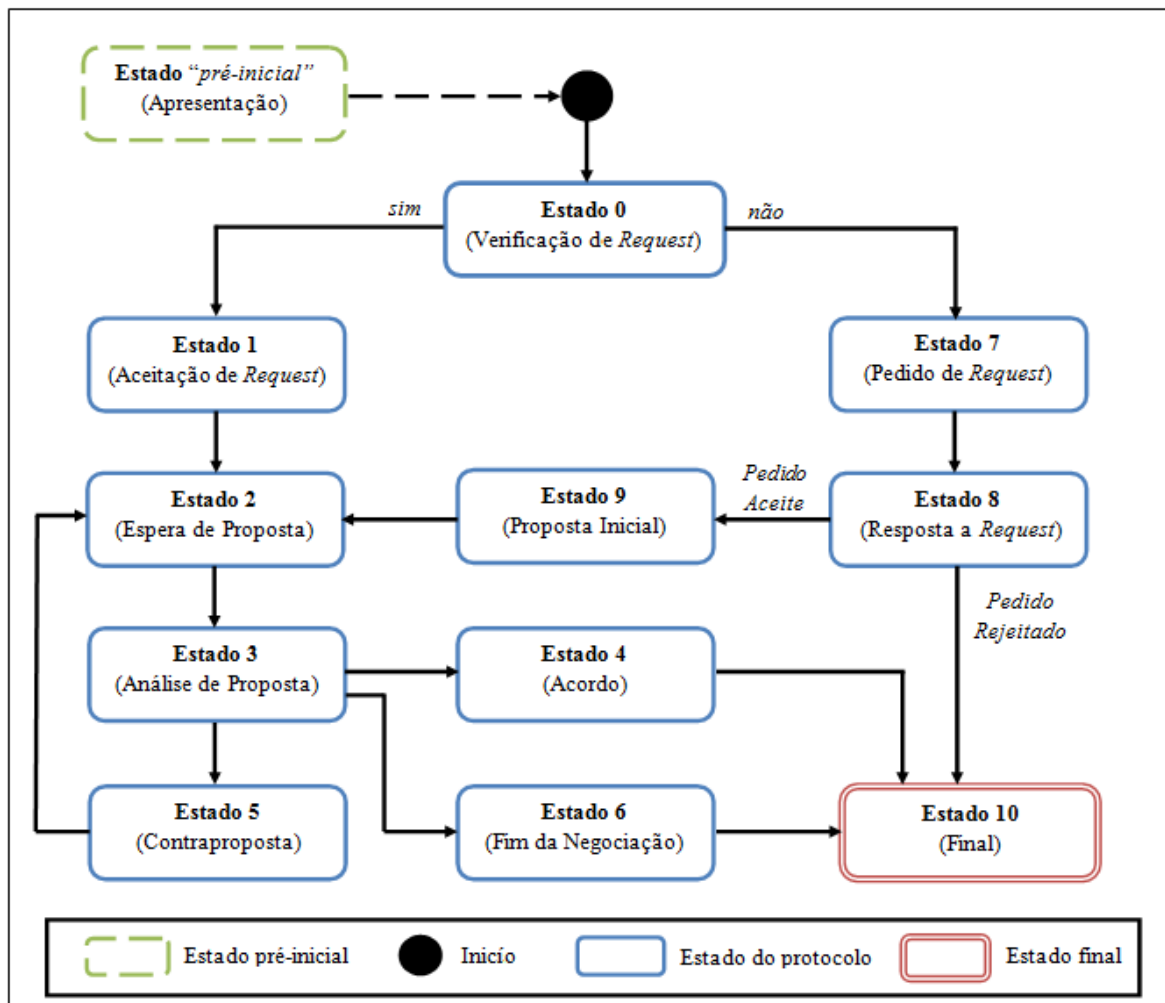 Estado “pré-inicial”
(Apresentação)
sim
Estado 0
(Verificação de Request)
não
Estado 1
(Aceitação de Request)
Estado 7
(Pedido de Request)
Estado 2
(Espera de Proposta)
Estado 9
(Proposta Inicial)
Pedido
Aceite
Estado 8
(Resposta a Request)
Pedido
Rejeitado
Estado 3
(Análise de Proposta)
Estado 4
(Acordo)
Estado 5
(Contraproposta)
Estado 6
(Fim da Negociação)
Estado 10
(Final)
Estado pré-inicial
Inicío
Estado do protocolo
Estado final